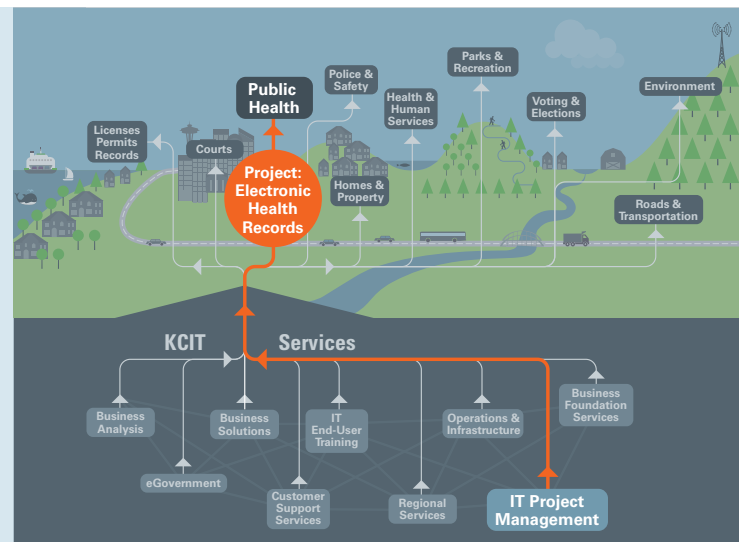 Parks &
Recreation
Police &
Safety
Public
Health
Environment
Health &
Human
Services
Voting &
Elections
Licenses
Permits
Records
Courts
Project:
Electronic
Health
Records
Homes &
Property
Roads &
Transportation
KCIT Services
Business
Analysis
Business
Solutions
IT
End-User
Training
Operations &
Infrastructure
Business
Foundation
Services
eGovernment
Customer
Support
Services
Regional
Services
IT Project
Management